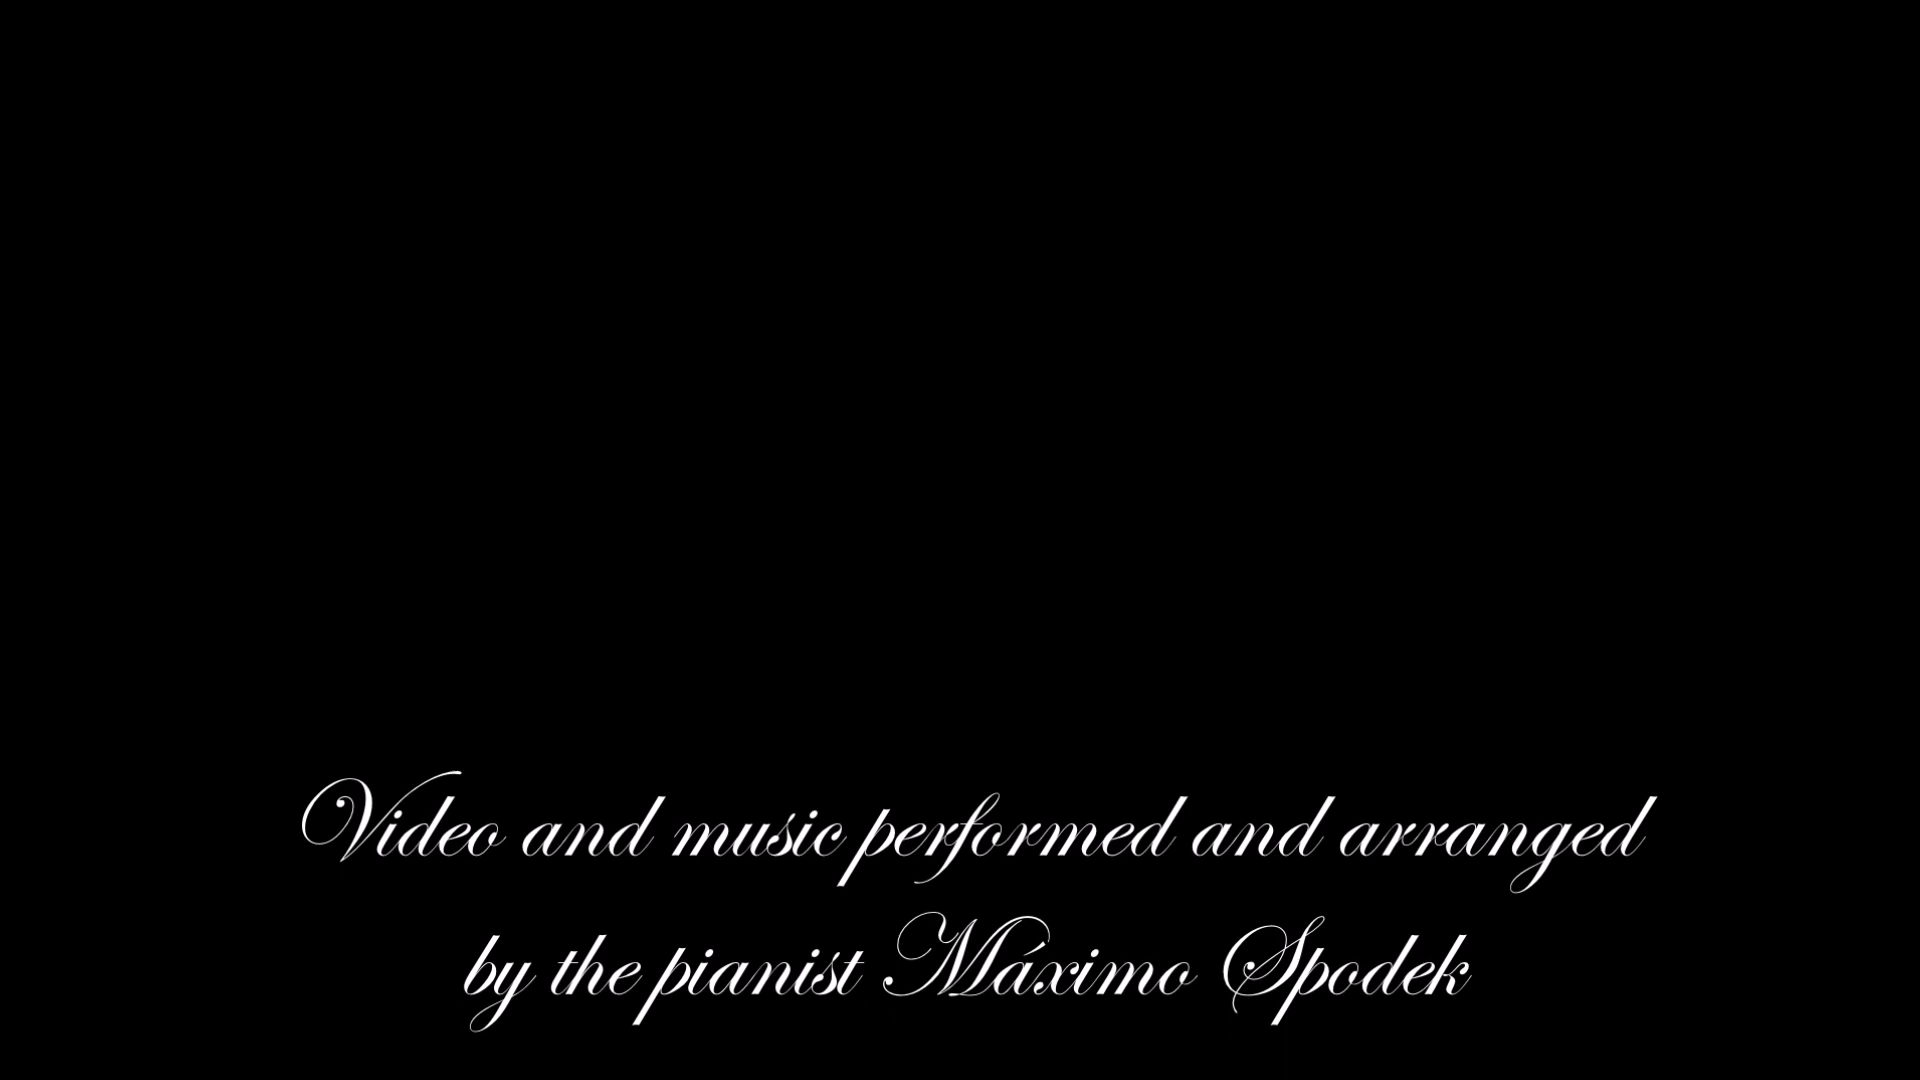 Video and music performed and arranged
by the pianist Máximo Spodek